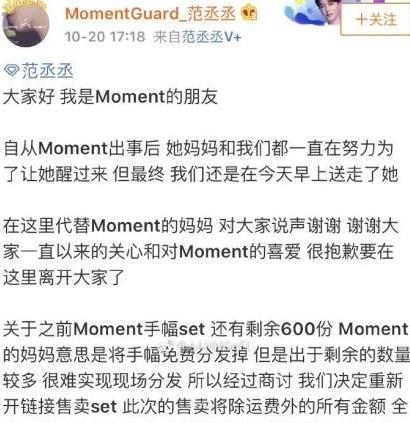 MomentGuard_范丞丞
10-20 17:18 来自范丞丞V+
+关注
范丞丞
大家好 我是Moment的朋友
自从Moment出事后 她妈妈和我们都一直在努力为
了让她醒过来 但最终 我们还是在今天早上送走了她
在这里代替Moment的妈妈 对大家说声谢谢 谢谢大
家一直以来的关心和对Moment的喜爱 很抱歉要在
这里离开大家了
关于之前Moment手幅set 还有剩余600份 Moment
的妈妈意思是将手幅免费分发掉 但是出于剩余的数量
较多 很难实现现场分发 所以经过商讨 我们决定重新
开链接售卖set 此次的售卖将除运费外的所有金额 全